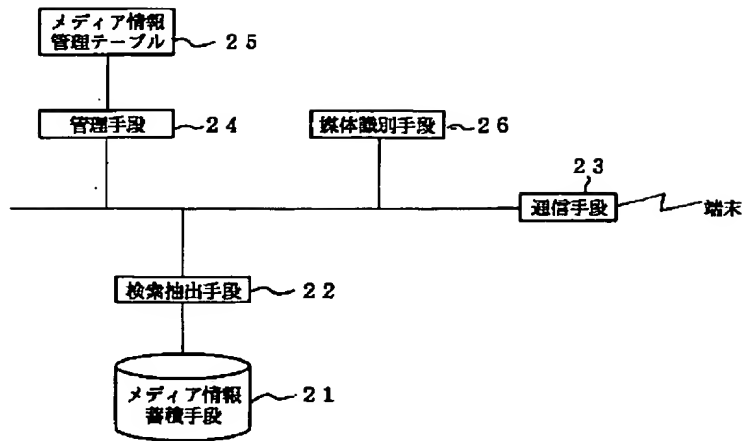 メディア情報
管理テーブル
25
管理手段
24
媒体識別手段
26
23
通信手段
端末
検索抽出手段
22
メディア情報
蓄積手段
21